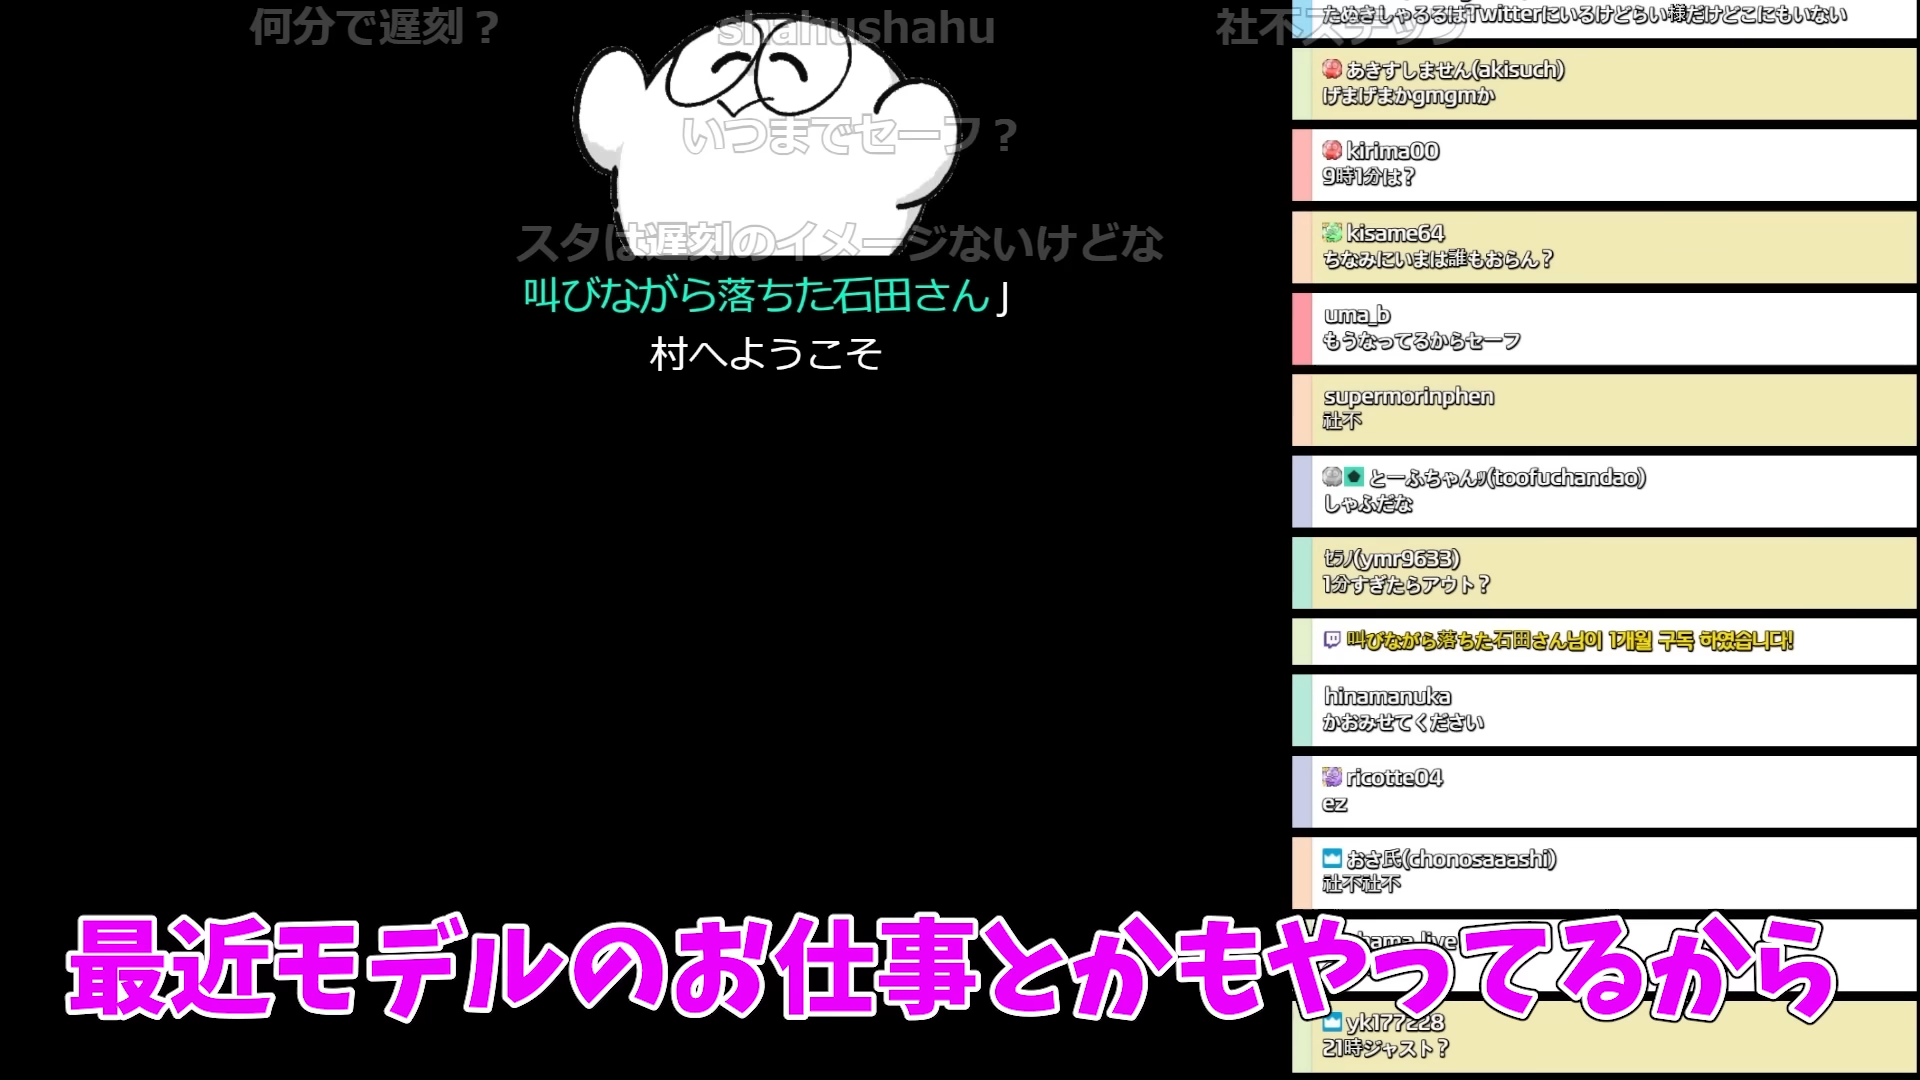 何分で遅刻？
shahushahu
社不スナップ
いつまでセーフ？
スタは遅刻のイメージないけどな
叫びながら落ちた石田さん J
村へようこそ
たぬきしゃるるはTwitterにいるけどらい様だけどこにもいない
あきすしません(akisuch)
げまげまかgmgmか
kirima00
9時1分は？
kisame64
ちなみにいまは誰もおらん？
uma_b
もうなってるからセーフ
supermorinphen
社不
とーふちゃんﾂ(toofuchandao)
しゃふだな
ｾﾗﾉ(ymr9633)
1分すぎたらアウト？
叫びながら落ちた石田さん님이 1개월 구독 하였습니다!
hinamanuka
かおみせてください
ricotte04
ez
おさ氏(chonosaaashi)
社不社不
最近モデルのお仕事とかもやってるから
yk177228
21時ジャスト？